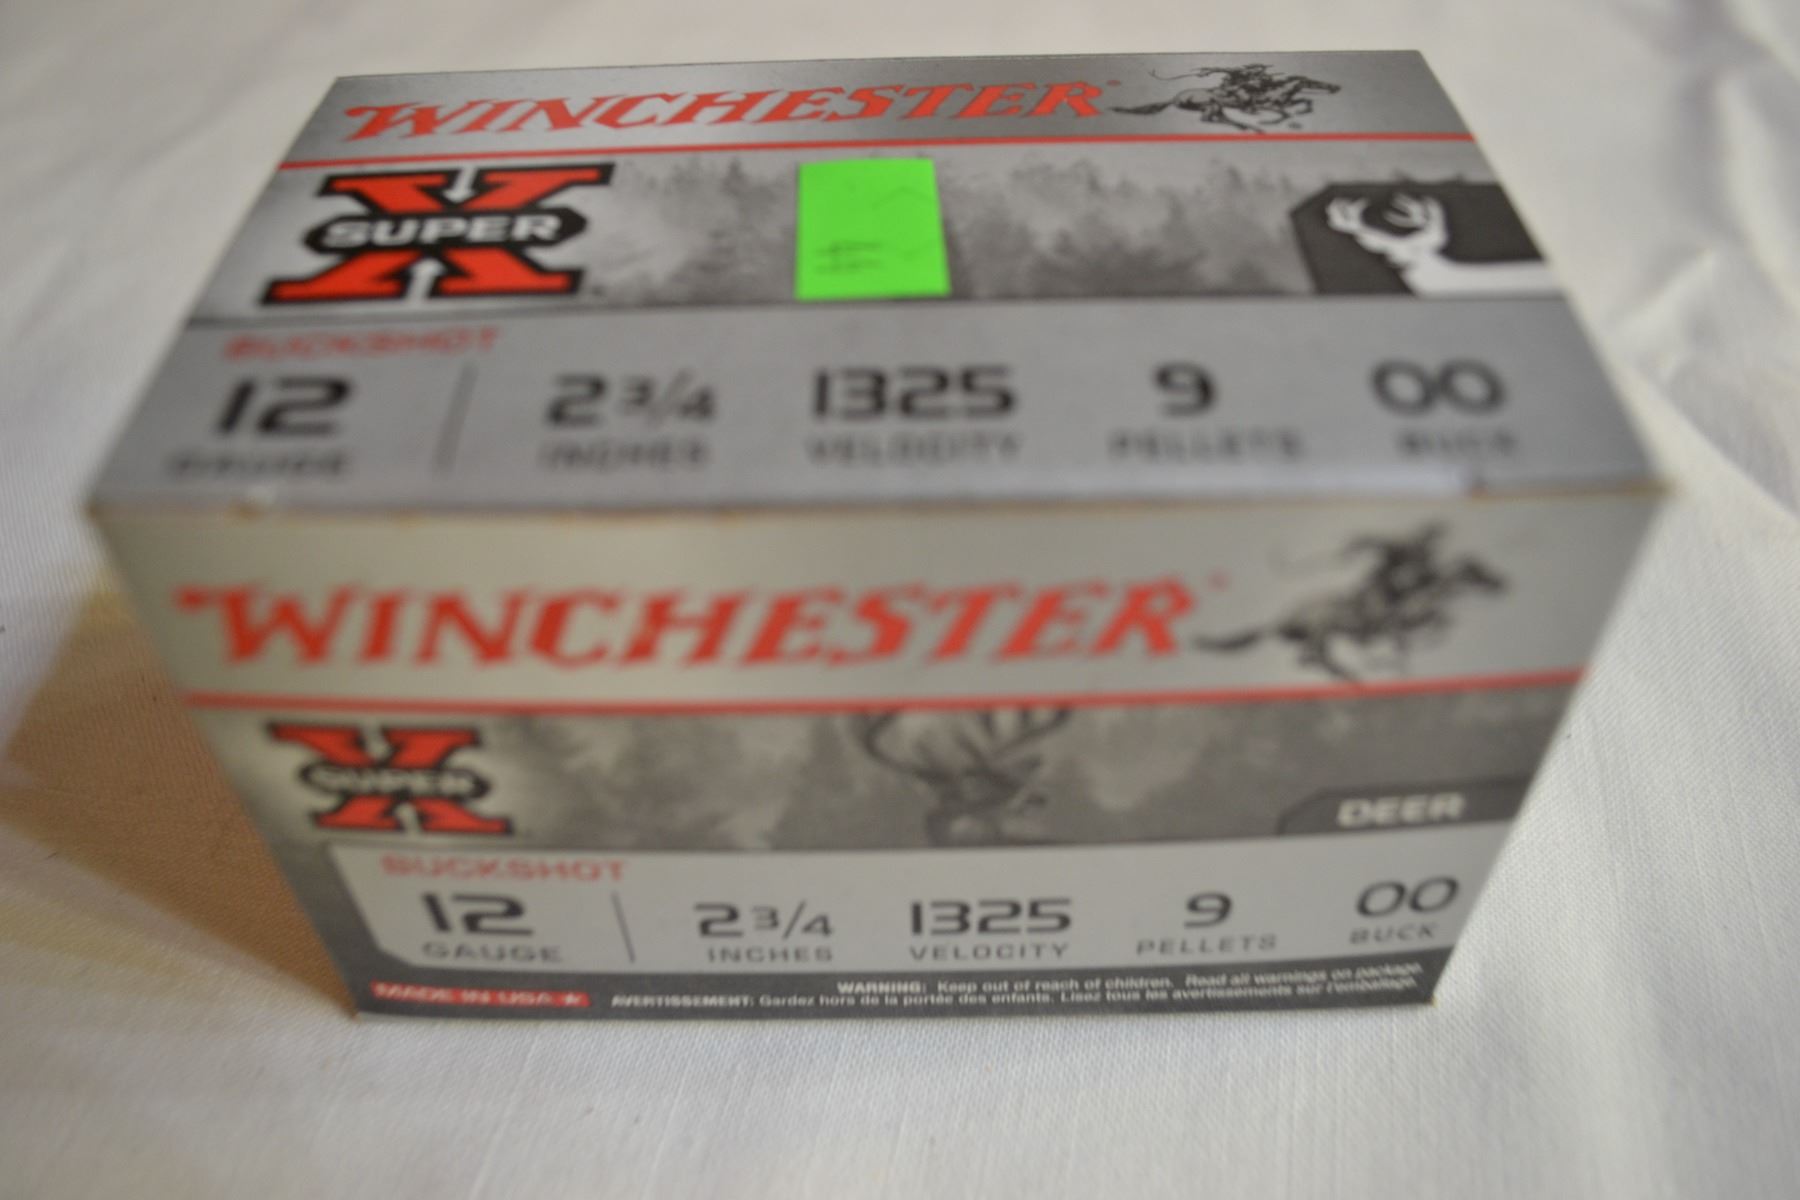 WINCHESTER
SUPER X
BUCKSHOT
12 2 3/4 1325 9 00
GAUGE INCHES VELOCITY PELLETS BUCK
WINCHESTER
SUPER X
DEER
BUCKSHOT
12 2 3/4 1325 9 00
GAUGE INCHES VELOCITY PELLETS BUCK
MADE IN USA
WARNING: Keep out of reach of children. Read all warnings on package.
AVERTISSEMENT: Gardez hors de la portée des enfants. Lisez tous les avertissements sur l'emballage.